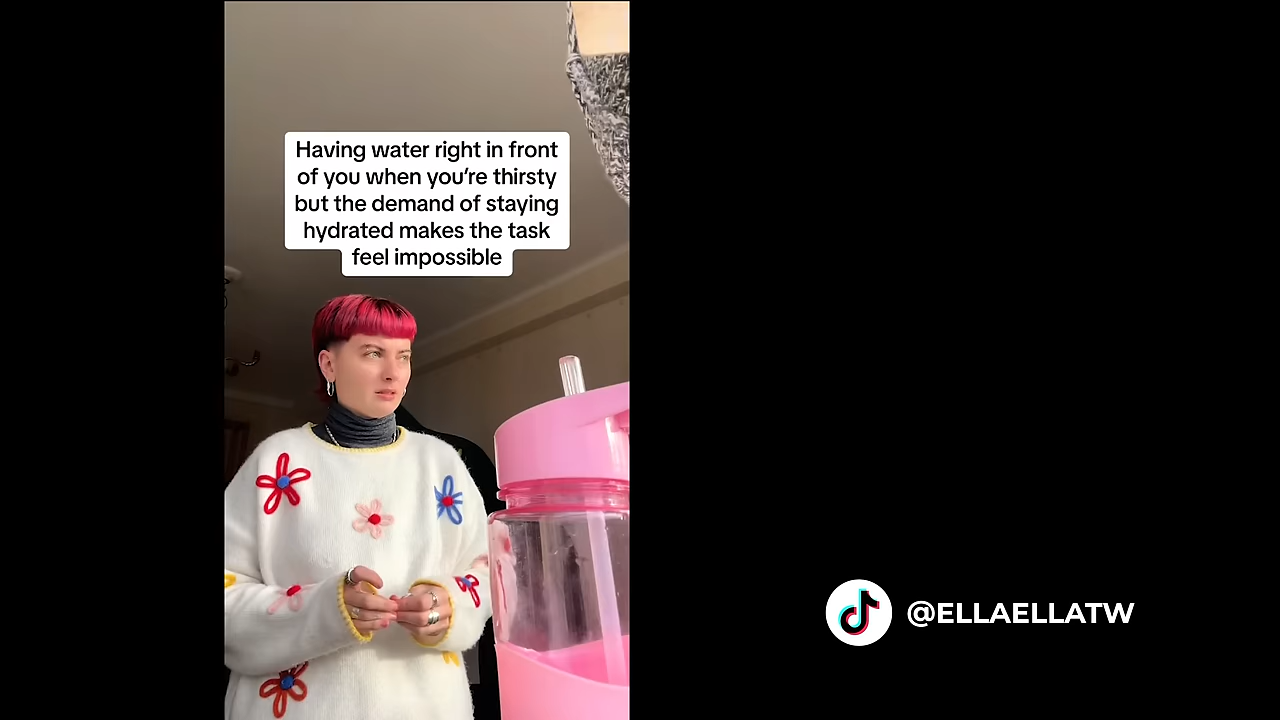 Having water right in front
of you when you’re thirsty
but the demand of staying
hydrated makes the task
feel impossible
@ELLAELLATW